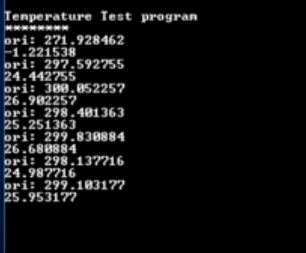 Temperature Test program
*********
ori: 271.928462
-1.221538
ori: 297.592755
24.442755
ori: 300.052257
26.902257
ori: 298.401363
25.251363
ori: 299.830884
26.680884
ori: 298.137716
24.987716
ori: 299.103177
25.953177